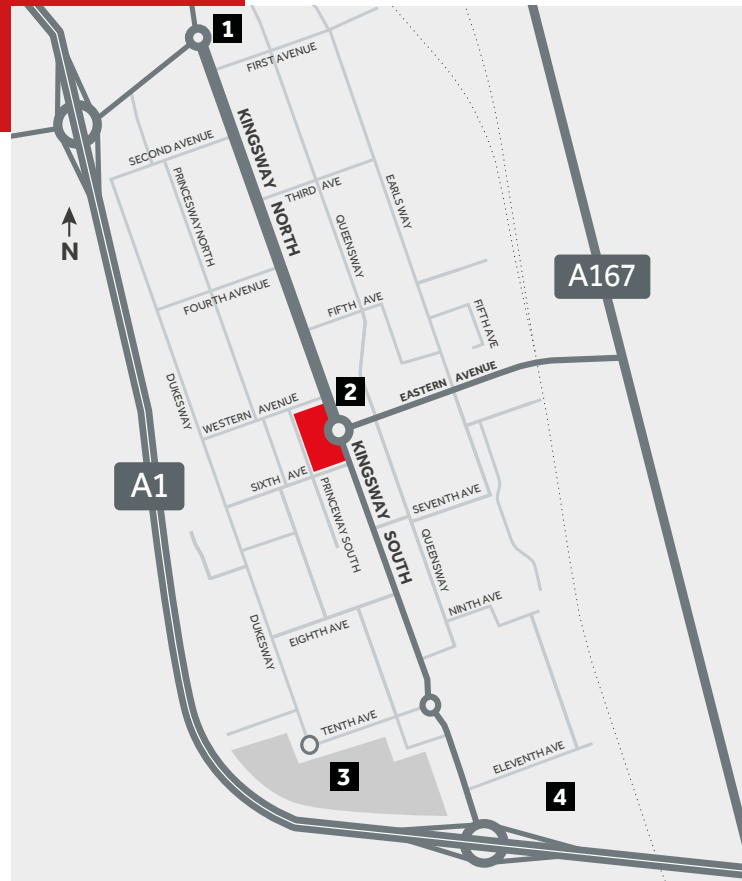 1
FIRST AVENUE
KINGSWAY NORTH
SECOND AVENUE
PRINCESWAY NORTH
THIRD AVE
EARLS WAY
QUEENSWAY
N
A167
FOURTH AVENUE
FIFTH AVE
FIFTH AVE
DUKESWAY
2
EASTERN AVENUE
WESTERN AVENUE
A1
SIXTH AVE
KINGSWAY SOUTH
PRINCEWAY SOUTH
SEVENTH AVE
QUEENSWAY
NINTH AVE
DUKESWAY
EIGHTH AVE
TENTH AVE
ELEVENTH AVE
3
4